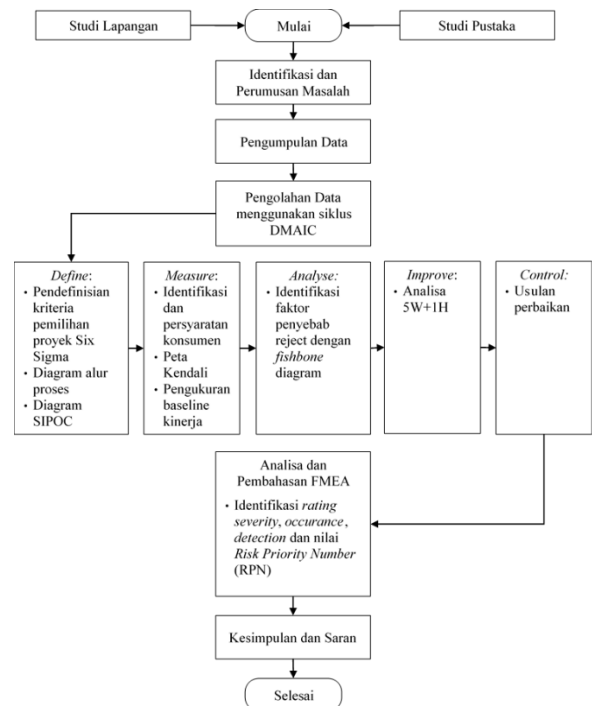 Studi Lapangan
Mulai
Studi Pustaka
Identifikasi dan
Perumusan Masalah
Pengumpulan Data
Pengolahan Data
menggunakan siklus
DMAIC
Define:
• Pendefinisian
kriteria
pemilihan
proyek Six
Sigma
• Diagram alur
proses
• Diagram
SIPOC
Measure:
• Identifikasi
dan
persyaratan
konsumen
• Peta
Kendali
• Pengukuran
baseline
kinerja
Analyse:
• Identifikasi
faktor
penyebab
reject dengan
fishbone
diagram
Improve:
• Analisa
5W+1H
Control:
• Usulan
perbaikan
Analisa dan
Pembahasan FMEA
• Identifikasi rating
severity, occurance,
detection dan nilai
Risk Priority Number
(RPN)
Kesimpulan dan Saran
Selesai